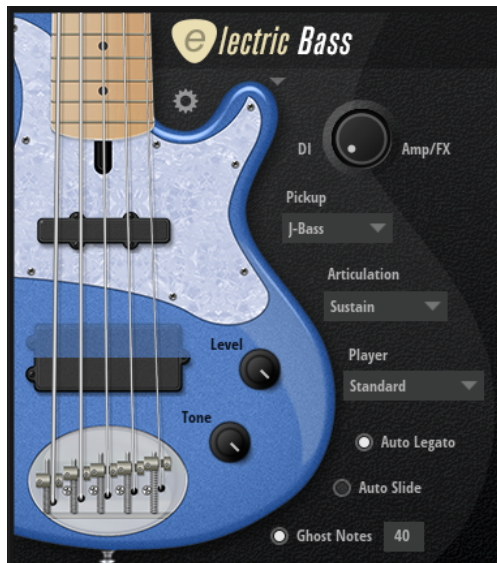 electric Bass
DI
Amp/FX
Pickup
J-Bass
Articulation
Sustain
Level
Player
Standard
Tone
Auto Legato
Auto Slide
Ghost Notes 40